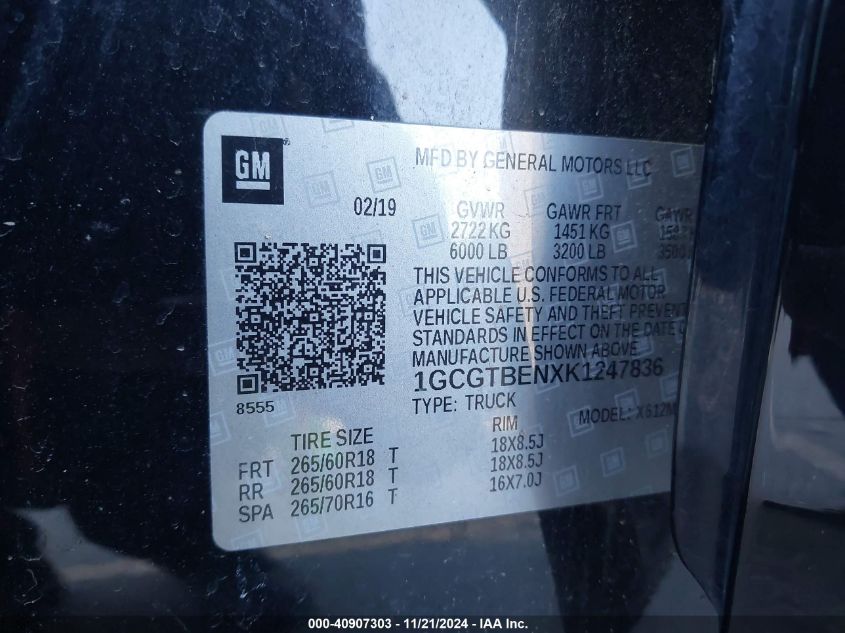 GM
MFD BY GENERAL MOTORS LLC
02/19
GVWR GAWR FRT
2722 KG 1451 KG
6000 LB 3200 LB
THIS VEHICLE CONFORMS TO ALL
APPLICABLE U.S. FEDERAL MOTOR
VEHICLE SAFETY AND THEFT PREVENT
STANDARDS IN EFFECT ON THE DATE O
MANUFACTURE SHOWN ABOVE
1GCGTBENXK1247836
8555
TYPE: TRUCK
MODEL: X612M
TIRE SIZE RIM
FRT 265/60R18 T 18X8.5J
RR 265/60R18 T 18X8.5J
SPA 265/70R16 T 16X7.0J
000-40907303 - 11/21/2024 - IAA Inc.